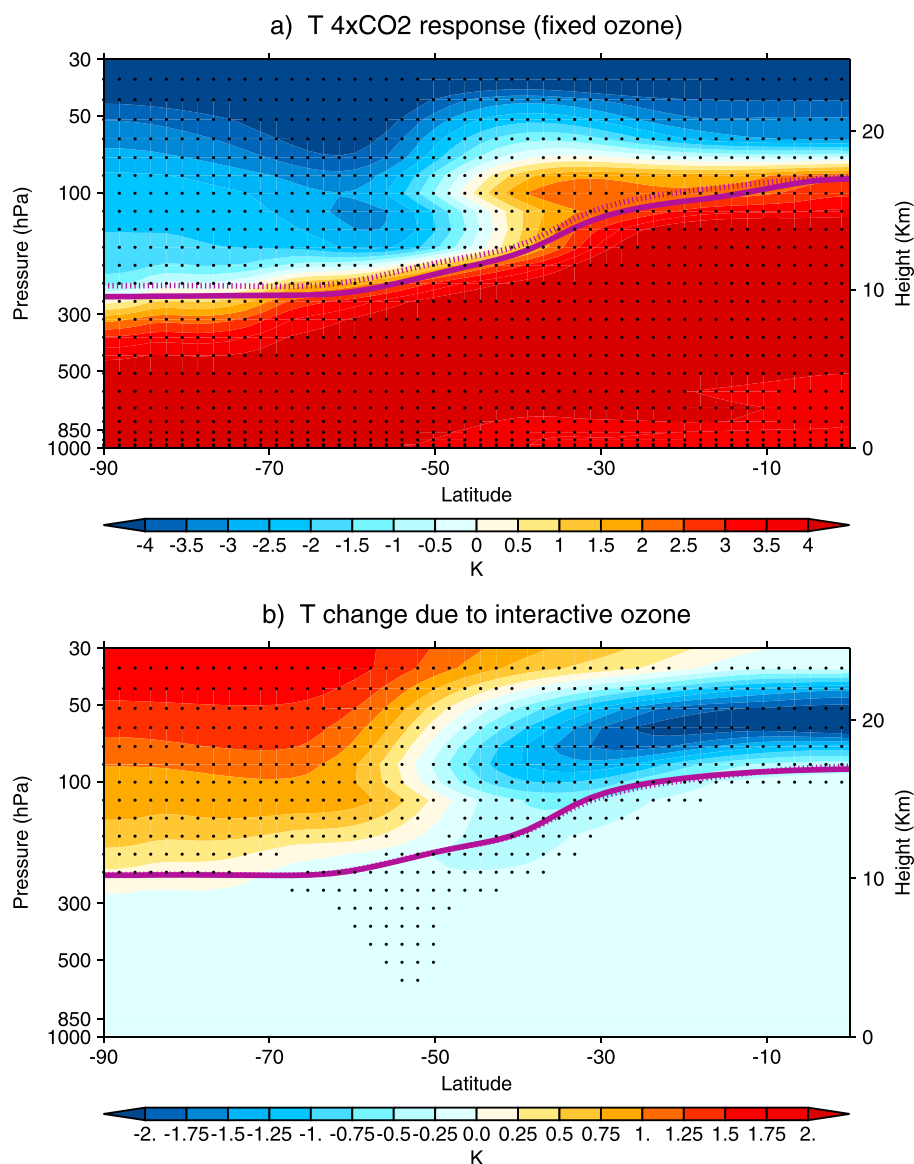 a)  T 4xCO2 response (fixed ozone)
30
50
100
300
500
850
1000
Pressure (hPa)
20
10
0
Height (Km)
-90 -70 -50 -30 -10
Latitude
-4 -3.5 -3 -2.5 -2 -1.5 -1 -0.5 0 0.5 1 1.5 2 2.5 3 3.5 4
K
b)  T change due to interactive ozone
30
50
100
300
500
850
1000
Pressure (hPa)
20
10
0
Height (Km)
-90 -70 -50 -30 -10
Latitude
-2. -1.75 -1.5 -1.25 -1. -0.75 -0.5 -0.25 0.0 0.25 0.5 0.75 1. 1.25 1.5 1.75 2.
K